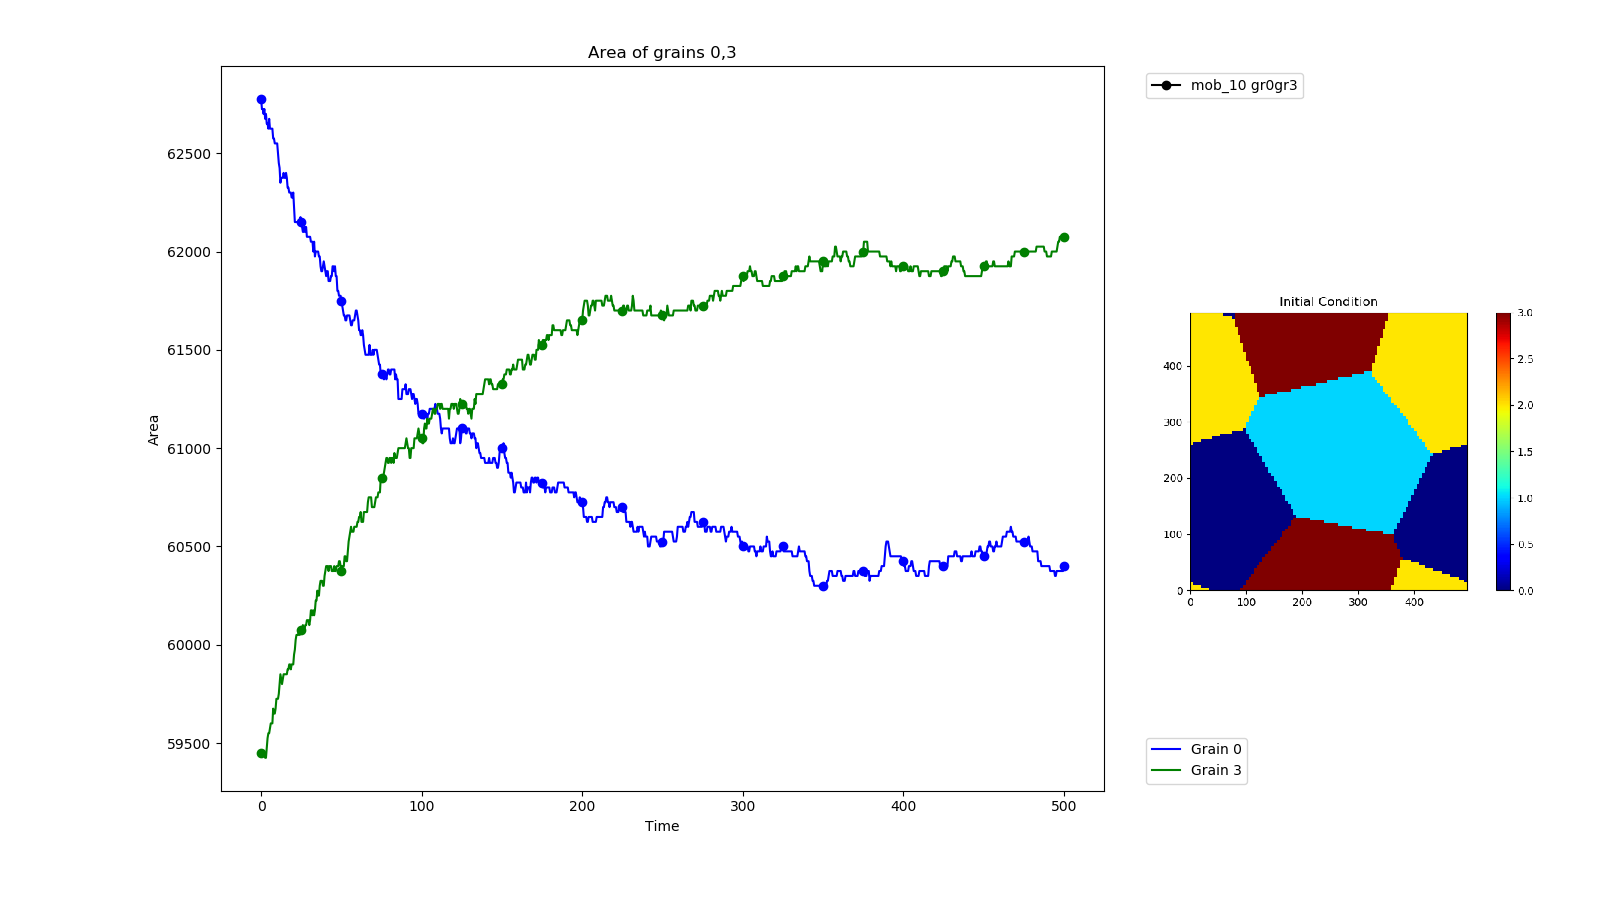 Area of grains 0,3
62500
62000
61500
61000
60500
60000
59500
Area
0 100 200 300 400 500
Time
mob_10 gr0gr3
Initial Condition
400
300
200
100
0
0 100 200 300 400
3.0
2.5
2.0
1.5
1.0
0.5
0.0
Grain 0
Grain 3